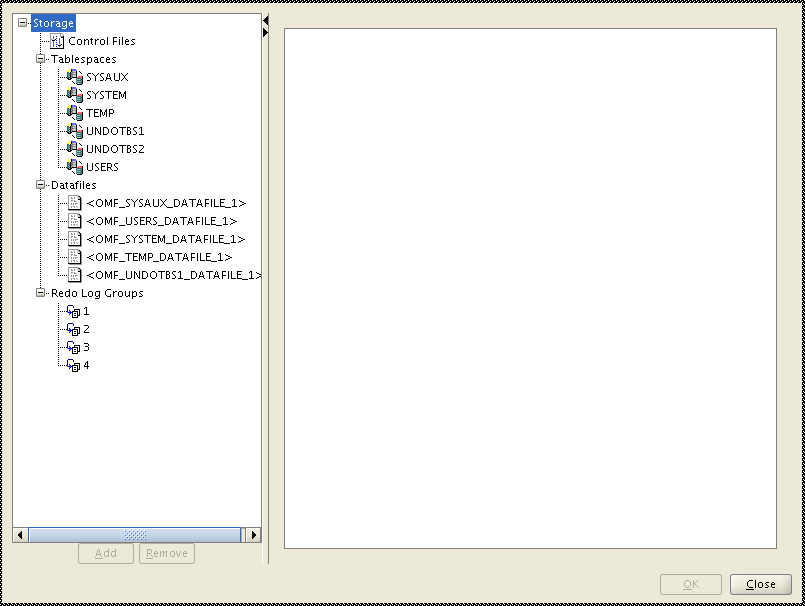 Storage
Control Files
Tablespaces
SYSAUX
SYSTEM
TEMP
UNDOTBS1
UNDOTBS2
USERS
Datafiles
<OMF_SYSAUX_DATAFILE_1>
<OMF_USERS_DATAFILE_1>
<OMF_SYSTEM_DATAFILE_1>
<OMF_TEMP_DATAFILE_1>
<OMF_UNDOTBS1_DATAFILE_1>
Redo Log Groups
1
2
3
4
Add Remove
OK Close